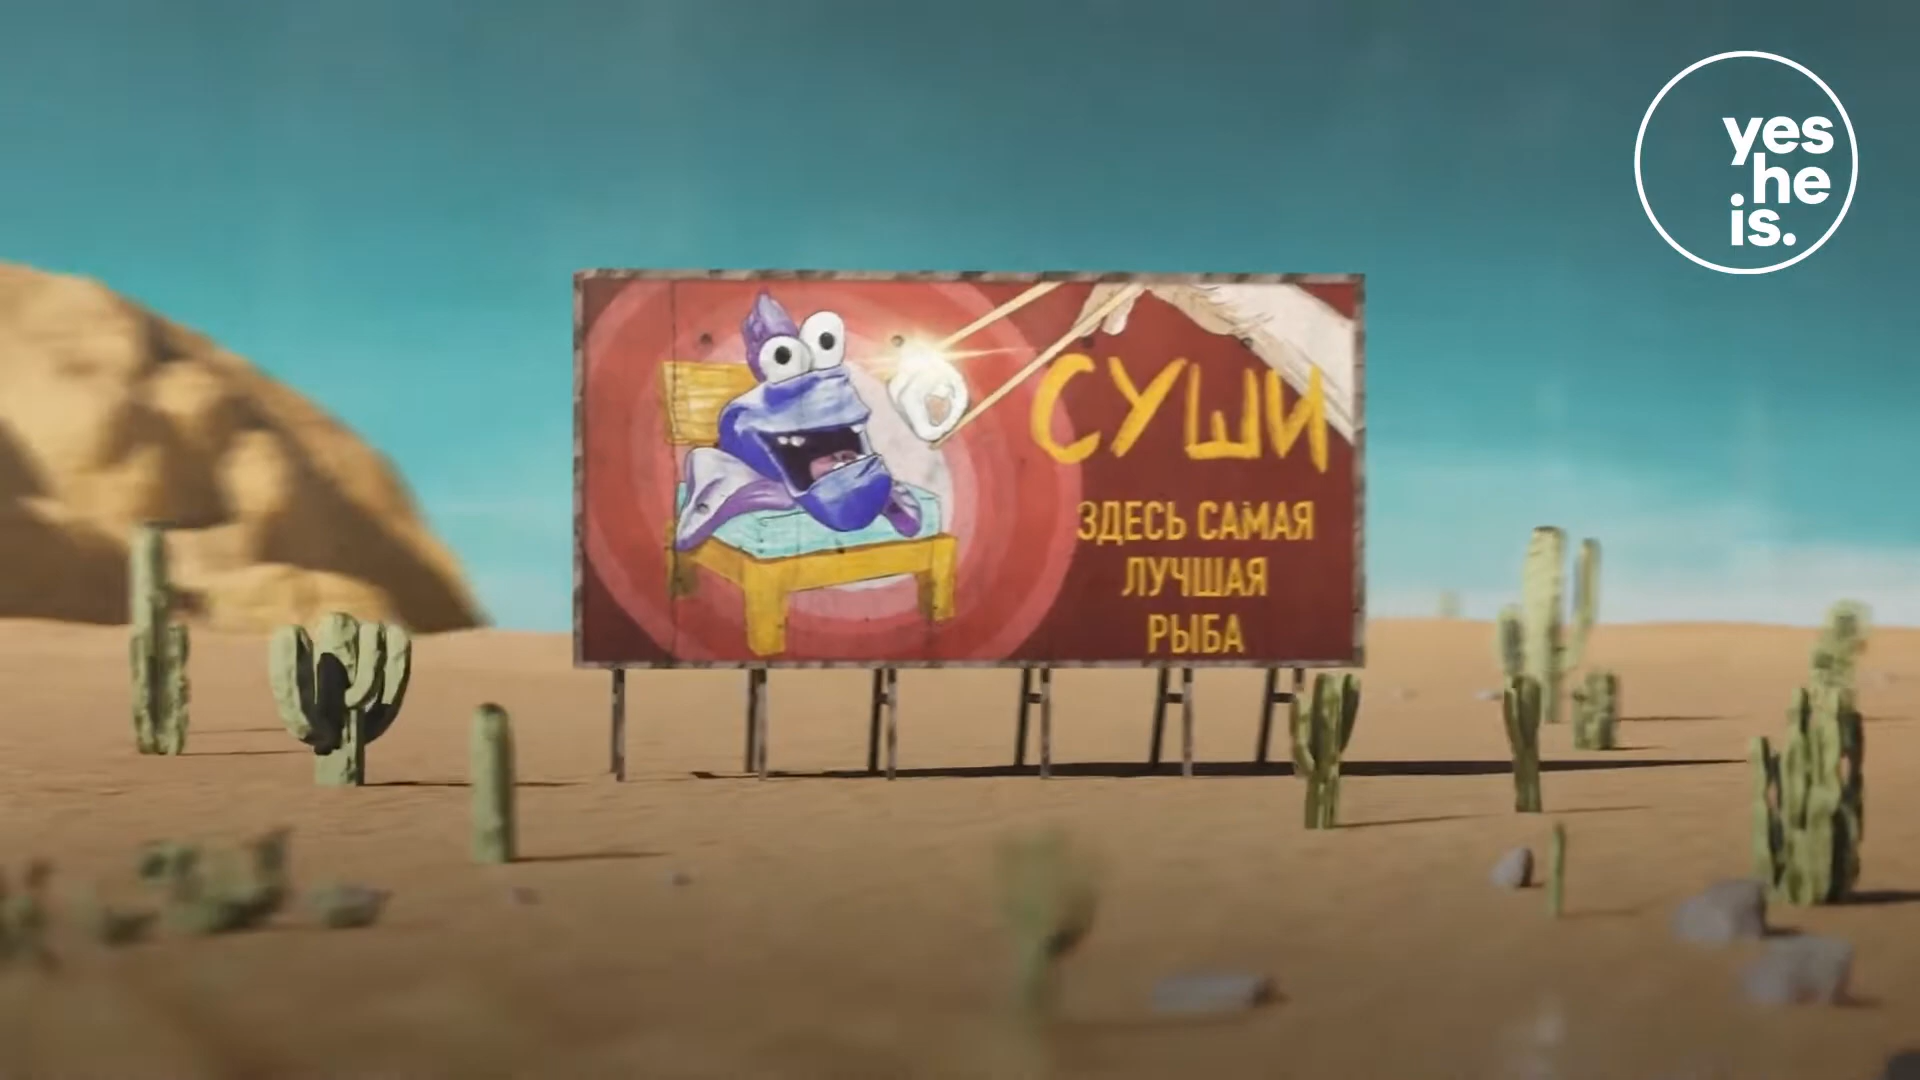 yes
he
is.
СУШИ
ЗДЕСЬ САМАЯ
ЛУЧШАЯ
РЫБА